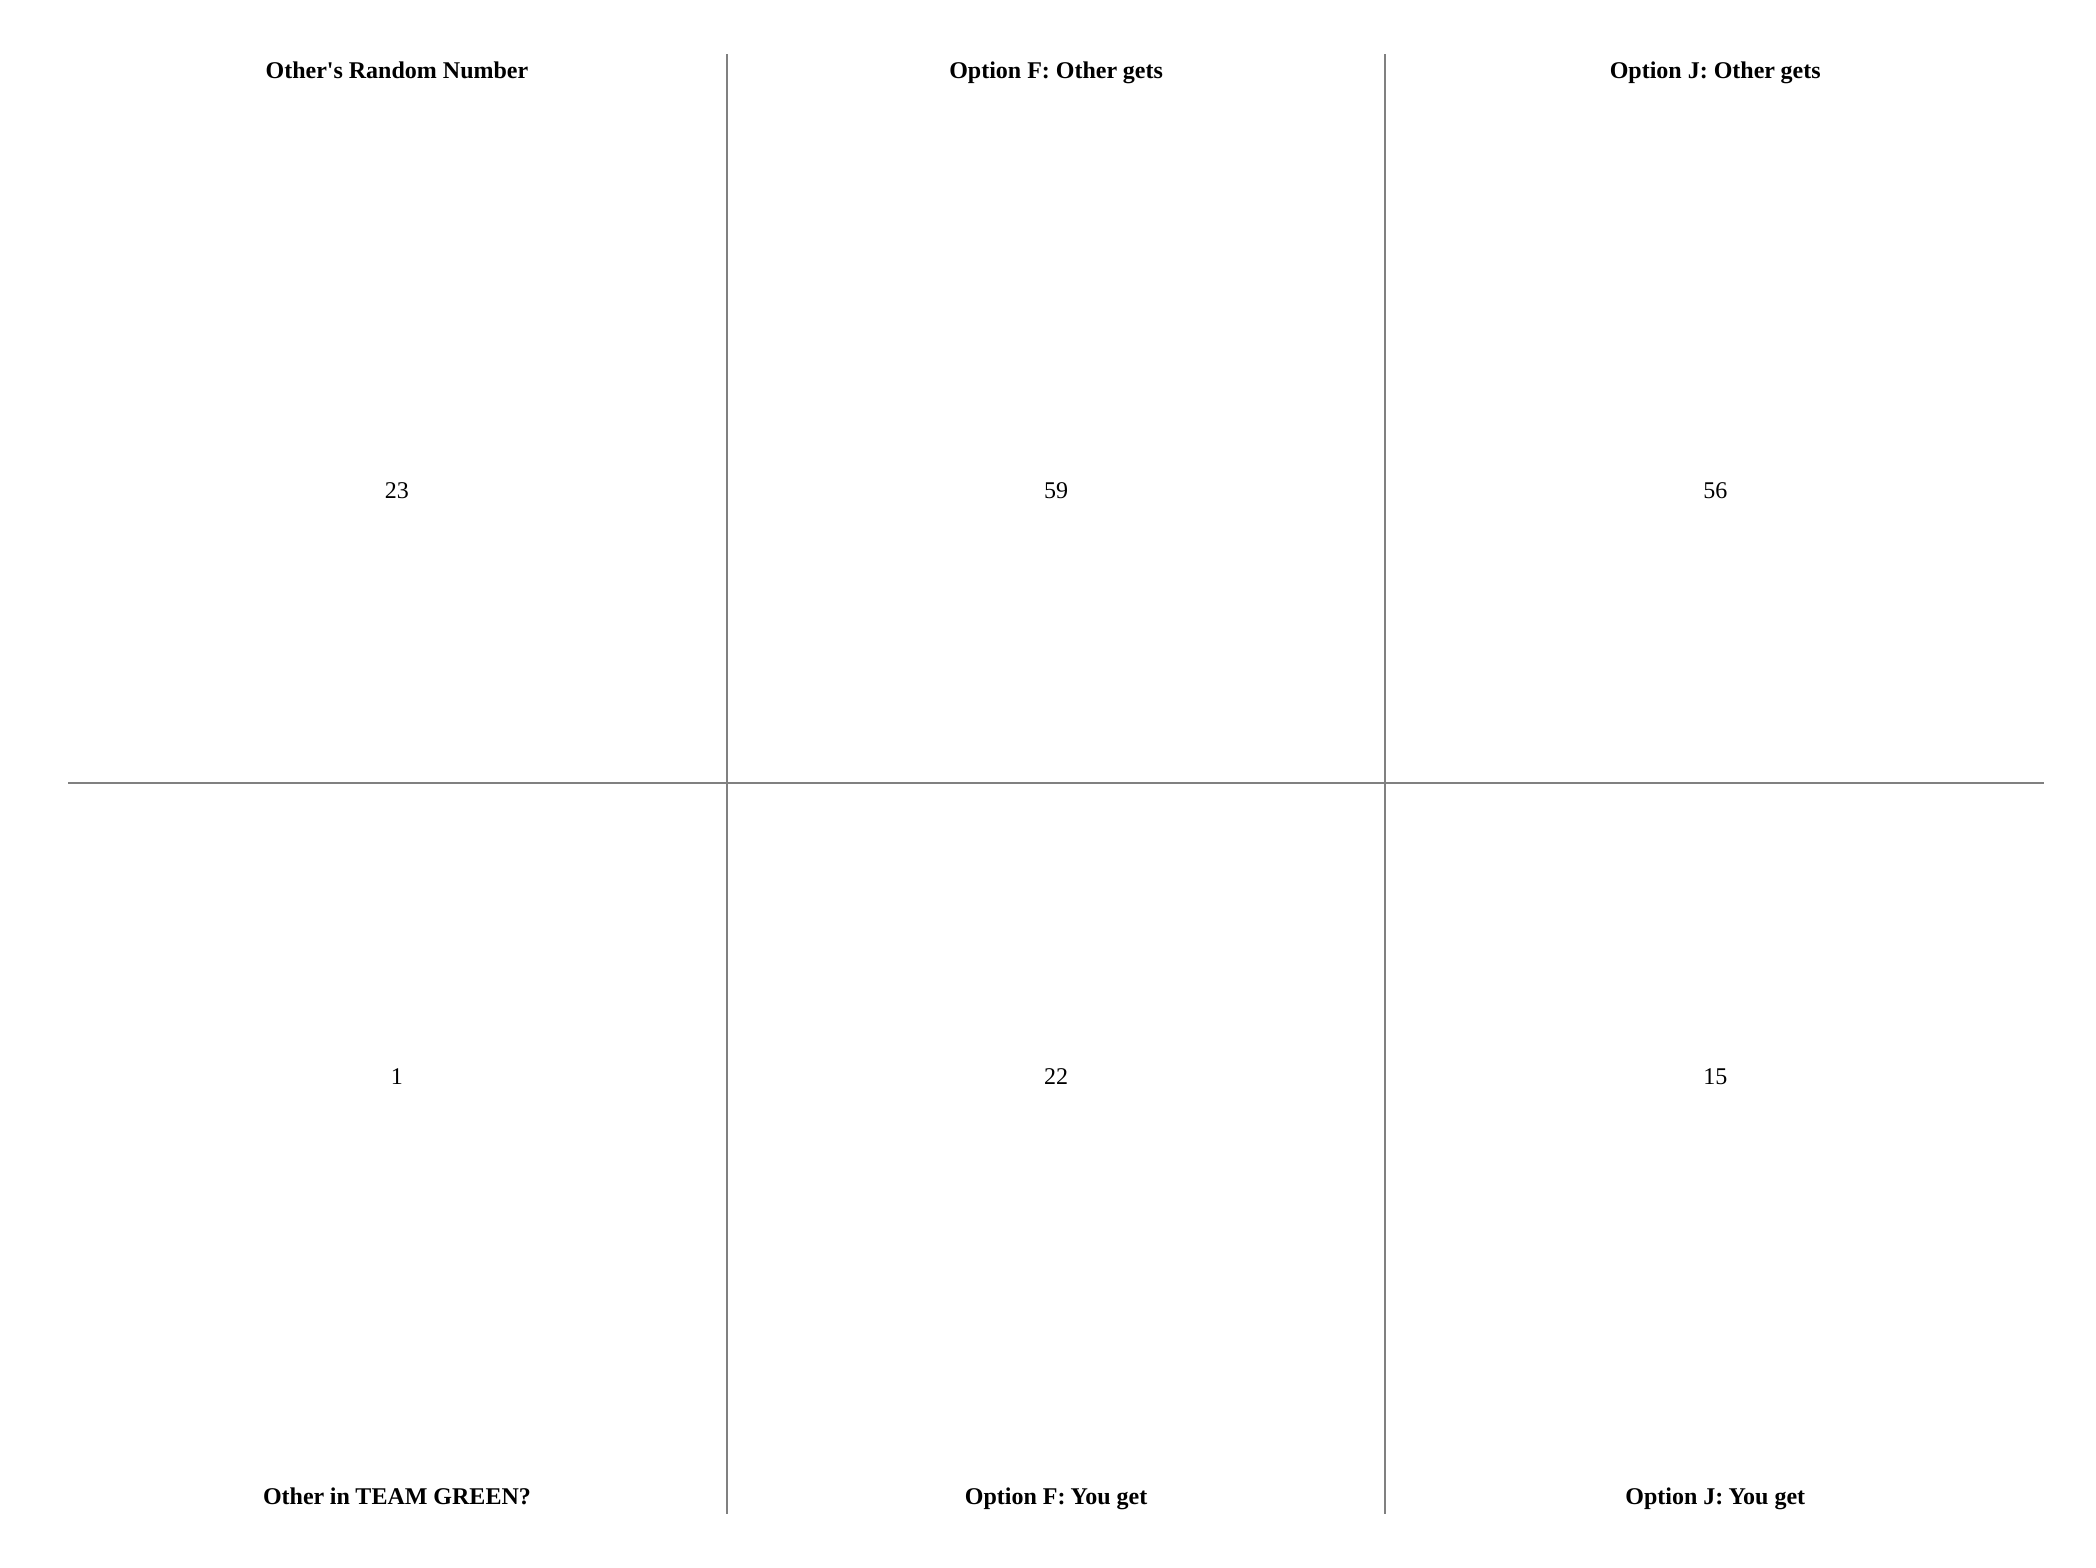 Other's Random Number
Option F: Other gets
Option J: Other gets
23
59
56
1
22
15
Other in TEAM GREEN?
Option F: You get
Option J: You get